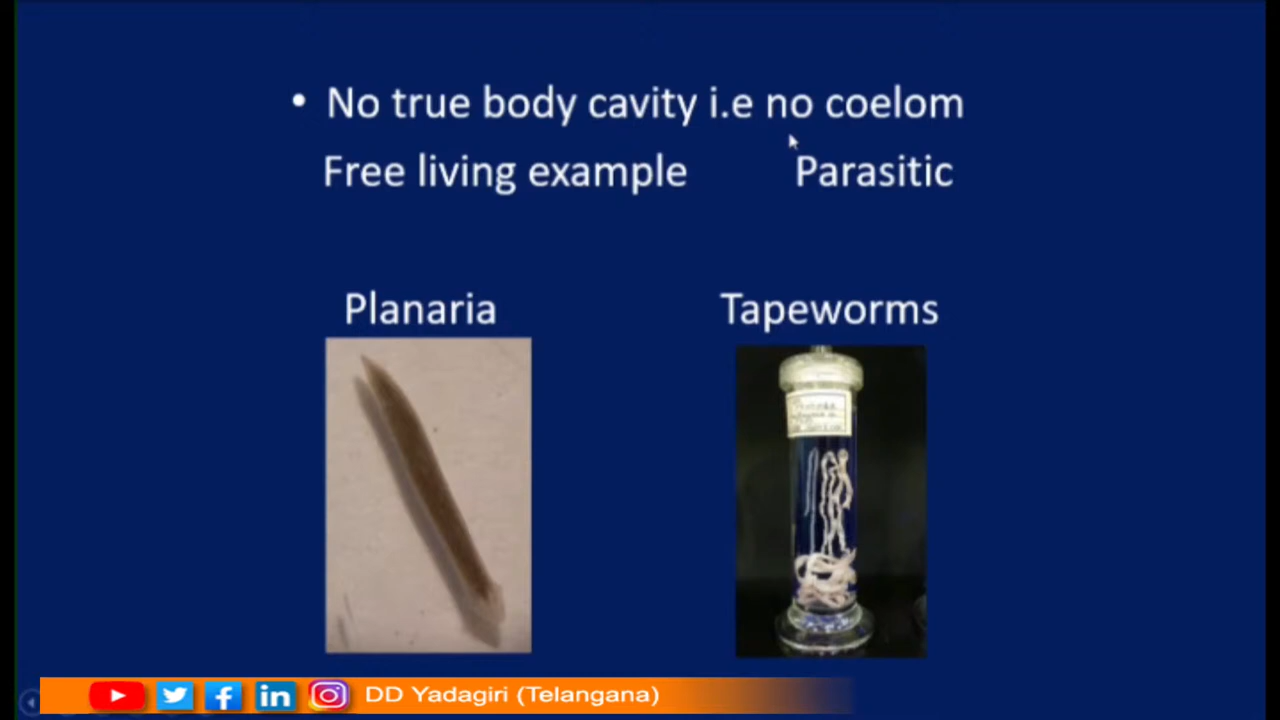 • No true body cavity i.e no coelom
Free living example Parasitic
Planaria Tapeworms
DD Yadagiri (Telangana)